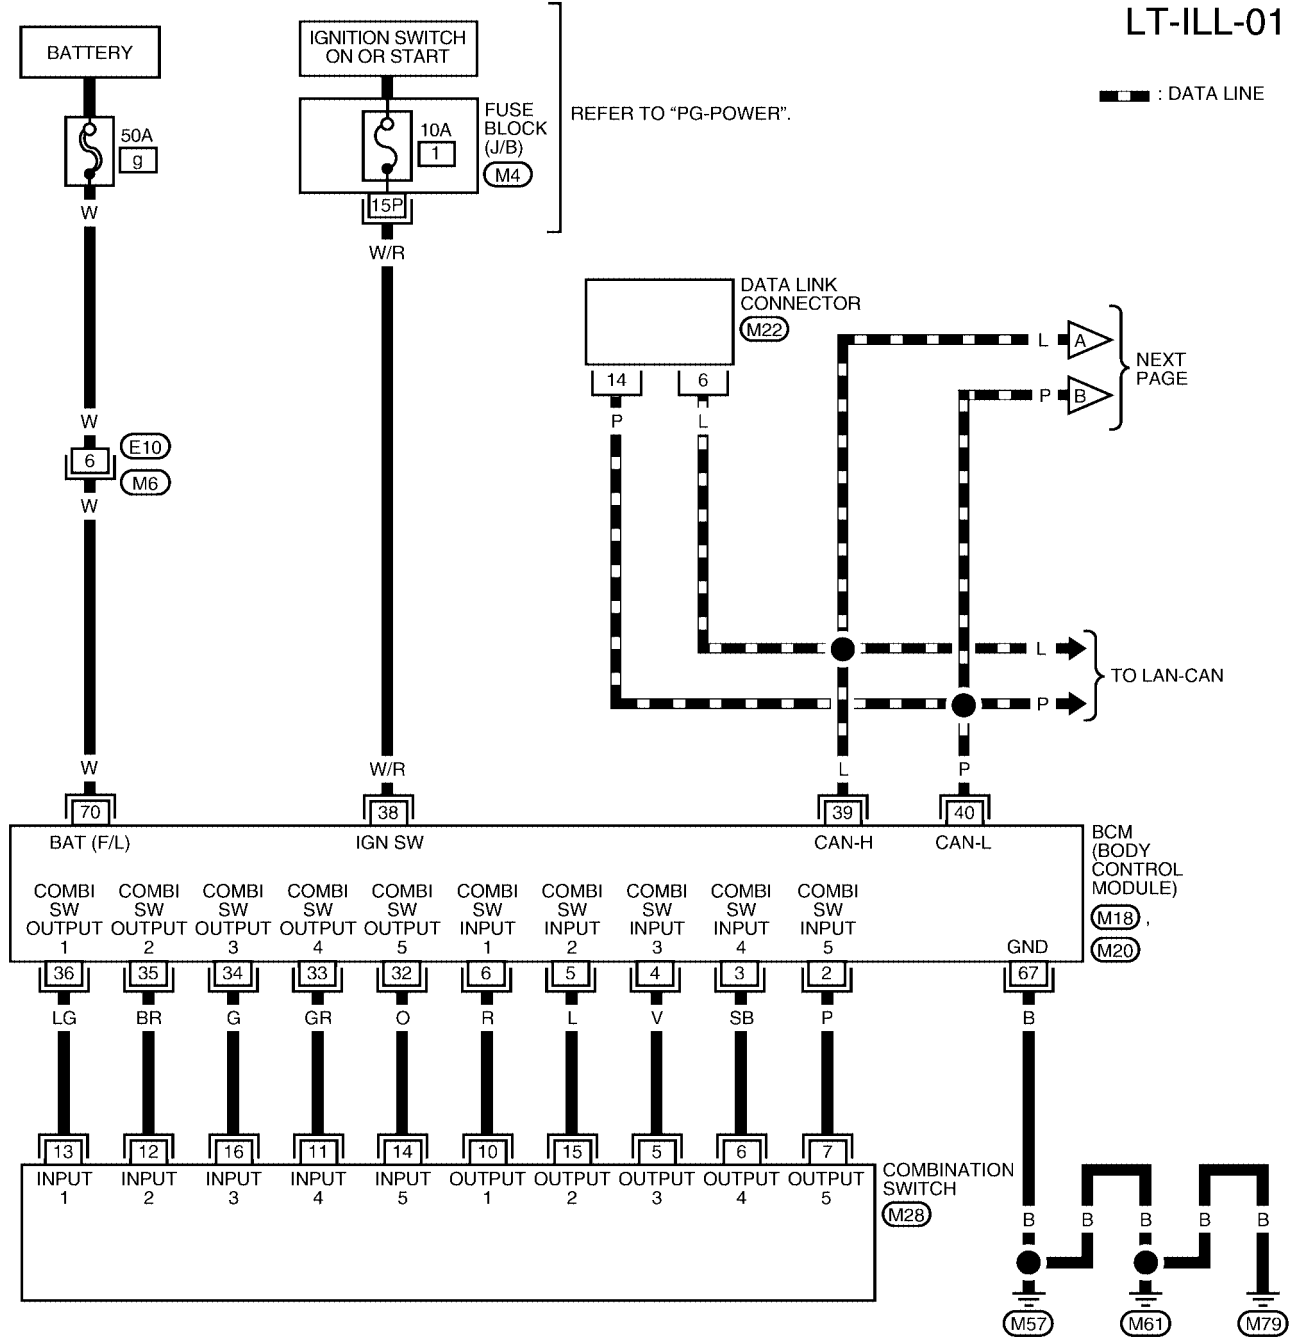 LT-ILL-01
: DATA LINE
BATTERY
50A
g
W
IGNITION SWITCH
ON OR START
FUSE
BLOCK
(J/B)
M4
10A
1
15P
W/R
REFER TO “PG-POWER”.
DATA LINK
CONNECTOR
M22
14
6
P
L
L
A
P
B
NEXT
PAGE
W
6
E10
M6
W
L
P
TO LAN-CAN
W
W/R
L
P
70
38
39
40
BAT (F/L)
IGN SW
CAN-H
CAN-L
BCM
(BODY
CONTROL
MODULE)
M18 ,
M20
COMBI
SW
OUTPUT
1
COMBI
SW
OUTPUT
2
COMBI
SW
OUTPUT
3
COMBI
SW
OUTPUT
4
COMBI
SW
OUTPUT
5
COMBI
SW
INPUT
1
COMBI
SW
INPUT
2
COMBI
SW
INPUT
3
COMBI
SW
INPUT
4
COMBI
SW
INPUT
5
GND
36
35
34
33
32
6
5
4
3
2
67
LG
BR
G
GR
O
R
L
V
SB
P
B
13
12
16
11
14
10
15
5
6
7
INPUT
1
INPUT
2
INPUT
3
INPUT
4
INPUT
5
OUTPUT
1
OUTPUT
2
OUTPUT
3
OUTPUT
4
OUTPUT
5
COMBINATION
SWITCH
M28
B
B
B
B
B
M57
M61
M79